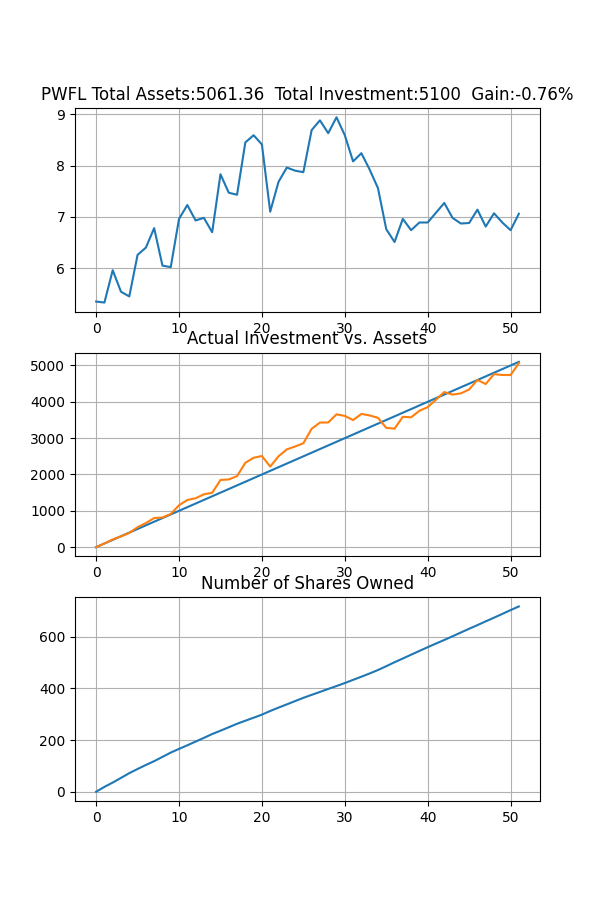 PWFL Total Assets:5061.36  Total Investment:5100  Gain:-0.76%
9
8
7
6
0 10 20 30 40 50
Actual Investment vs. Assets
5000
4000
3000
2000
1000
0
0 10 20 30 40 50
Number of Shares Owned
600
400
200
0
0 10 20 30 40 50